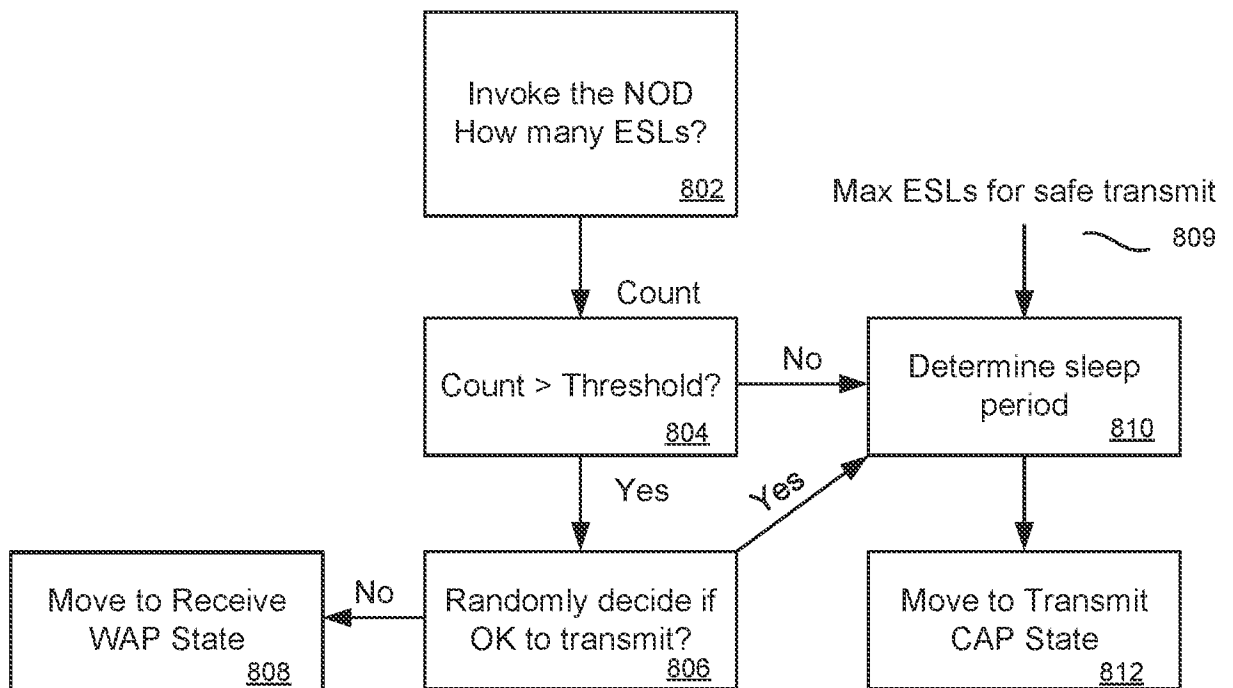 Invoke the NOD
How many ESLs?
802
Max ESLs for safe transmit
809
Count
Count > Threshold?
804
No
Determine sleep
period
810
Yes
Yes
Move to Receive
WAP State
808
No
Randomly decide if
OK to transmit?
806
Move to Transmit
CAP State
812